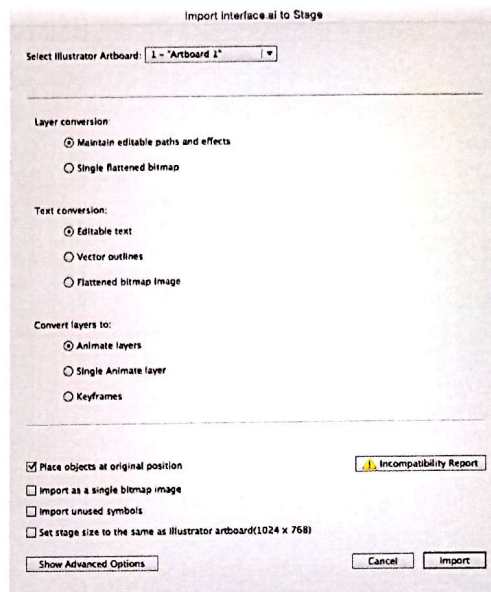 Import interface.ai to Stage
Select Illustrator Artboard: 1 - "Artboard 1"
Layer conversion:
Maintain editable paths and effects
Single flattened bitmap
Text conversion:
Editable text
Vector outlines
Flattened bitmap image
Convert layers to:
Animate layers
Single Animate layer
Keyframes
Place objects at original position
Incompatibility Report
Import as a single bitmap image
Import unused symbols
Set stage size to the same as Illustrator artboard(1024 x 768)
Show Advanced Options
Cancel
Import